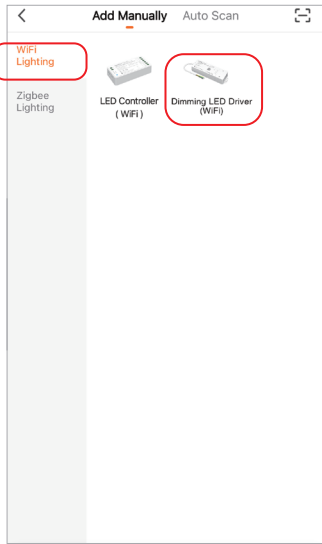 Add Manually Auto Scan
WiFi
Lighting
Zigbee
Lighting
LED Controller
( WiFi )
Dimming LED Driver
(WiFi)